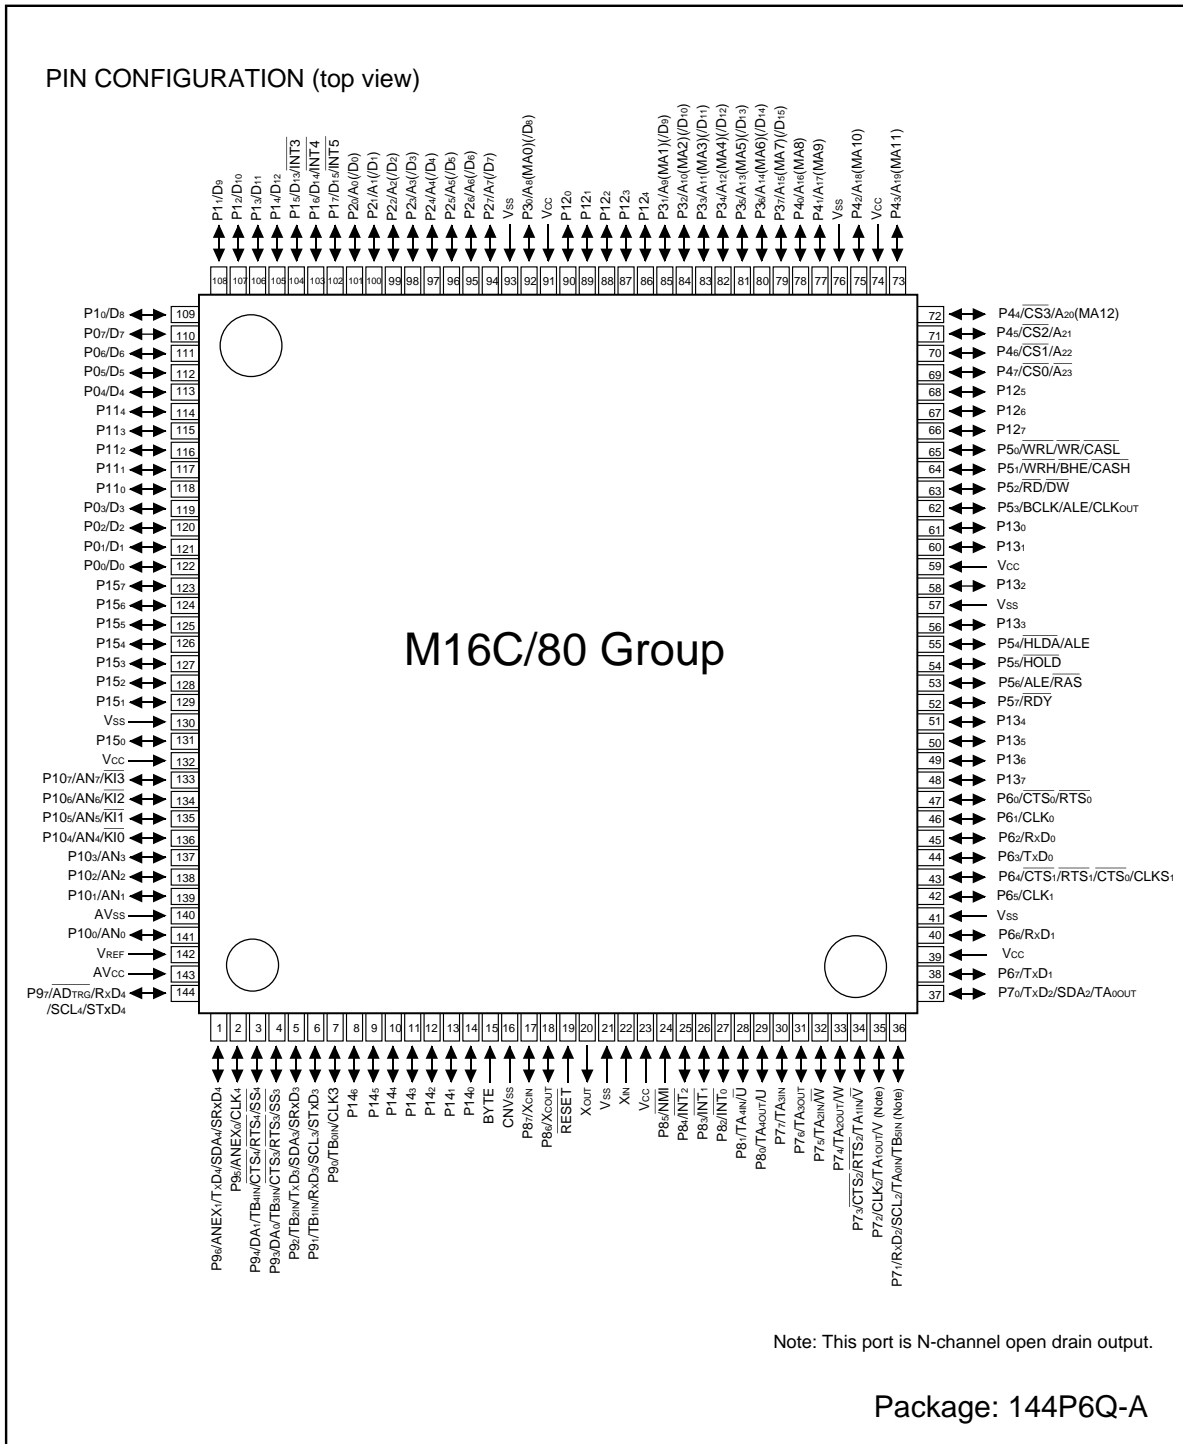 PIN CONFIGURATION (top view)
P11/D9
P12/D10
P13/D11
P14/D12
P15/D13/INT3
P16/D14/INT4
P17/D15/INT5
P20/A0(/D0)
P21/A1(/D1)
P22/A2(/D2)
P23/A3(/D3)
P24/A4(/D4)
P25/A5(/D5)
P26/A6(/D6)
P27/A7(/D7)
VSS
P30/A8(MA0)(/D8)
VCC
P120
P121
P122
P123
P124
P31/A9(MA1)(/D9)
P32/A10(MA2)(/D10)
P33/A11(MA3)(/D11)
P34/A12(MA4)(/D12)
P35/A13(MA5)(/D13)
P36/A14(MA6)(/D14)
P37/A15(MA7)(/D15)
P40/A16(MA8)
P41/A17(MA9)
VSS
P42/A18(MA10)
VCC
P43/A19(MA11)
108 107 106 105 104 103 102 101 100 99 98 97 96 95 94 93 92 91 90 89 88 87 86 85 84 83 82 81 80 79 78 77 76 75 74 73
P10/D8 109
P07/D7 110
P06/D6 111
P05/D5 112
P04/D4 113
P114 114
P113 115
P112 116
P111 117
P110 118
P03/D3 119
P02/D2 120
P01/D1 121
P00/D0 122
P157 123
P156 124
P155 125
P154 126
P153 127
P152 128
P151 129
VSS 130
P150 131
VCC 132
P107/AN7/KI3 133
P106/AN6/KI2 134
P105/AN5/KI1 135
P104/AN4/KI0 136
P103/AN3 137
P102/AN2 138
P101/AN1 139
AVSS 140
P100/AN0 141
VREF 142
AVCC 143
P97/ADTRG/RxD4 144
/SCL4/STxD4
M16C/80 Group
72 P44/CS3/A20(MA12)
71 P45/CS2/A21
70 P46/CS1/A22
69 P47/CS0/A23
68 P125
67 P126
66 P127
65 P50/WRL/WR/CASL
64 P51/WRH/BHE/CASH
63 P52/RD/DW
62 P53/BCLK/ALE/CLKOUT
61 P130
60 P131
59 VCC
58 P132
57 VSS
56 P133
55 P54/HLDA/ALE
54 P55/HOLD
53 P56/ALE/RAS
52 P57/RDY
51 P134
50 P135
49 P136
48 P137
47 P60/CTS0/RTS0
46 P61/CLK0
45 P62/RxD0
44 P63/TxD0
43 P64/CTS1/RTS1/CTS0/CLKS1
42 P65/CLK1
41 VSS
40 P66/RxD1
39 VCC
38 P67/TxD1
37 P70/TxD2/SDA2/TA0OUT
1 2 3 4 5 6 7 8 9 10 11 12 13 14 15 16 17 18 19 20 21 22 23 24 25 26 27 28 29 30 31 32 33 34 35 36
P96/ANEX1/TxD4/SDA4/SRxD4
P95/ANEX0/CLK4
P94/DA1/TB4IN/CTS4/RTS4/SS4
P93/DA0/TB3IN/CTS3/RTS3/SS3
P92/TB2IN/TxD3/SDA3/SRxD3
P91/TB1IN/RxD3/SCL3/STxD3
P90/TB0IN/CLK3
P146
P145
P144
P143
P142
P141
P140
BYTE
CNVSS
P87/XCIN
P86/XCOUT
RESET
XOUT
VSS
XIN
VCC
P85/NMI
P84/INT2
P83/INT1
P82/INT0
P81/TA4IN/U
P80/TA4OUT/U
P77/TA3IN
P76/TA3OUT
P75/TA2IN/W
P74/TA2OUT/W
P73/CTS2/RTS2/TA1IN/V
P72/CLK2/TA1OUT/V (Note)
P71/RxD2/SCL2/TA0IN/TB5IN (Note)
Note: This port is N-channel open drain output.
Package: 144P6Q-A